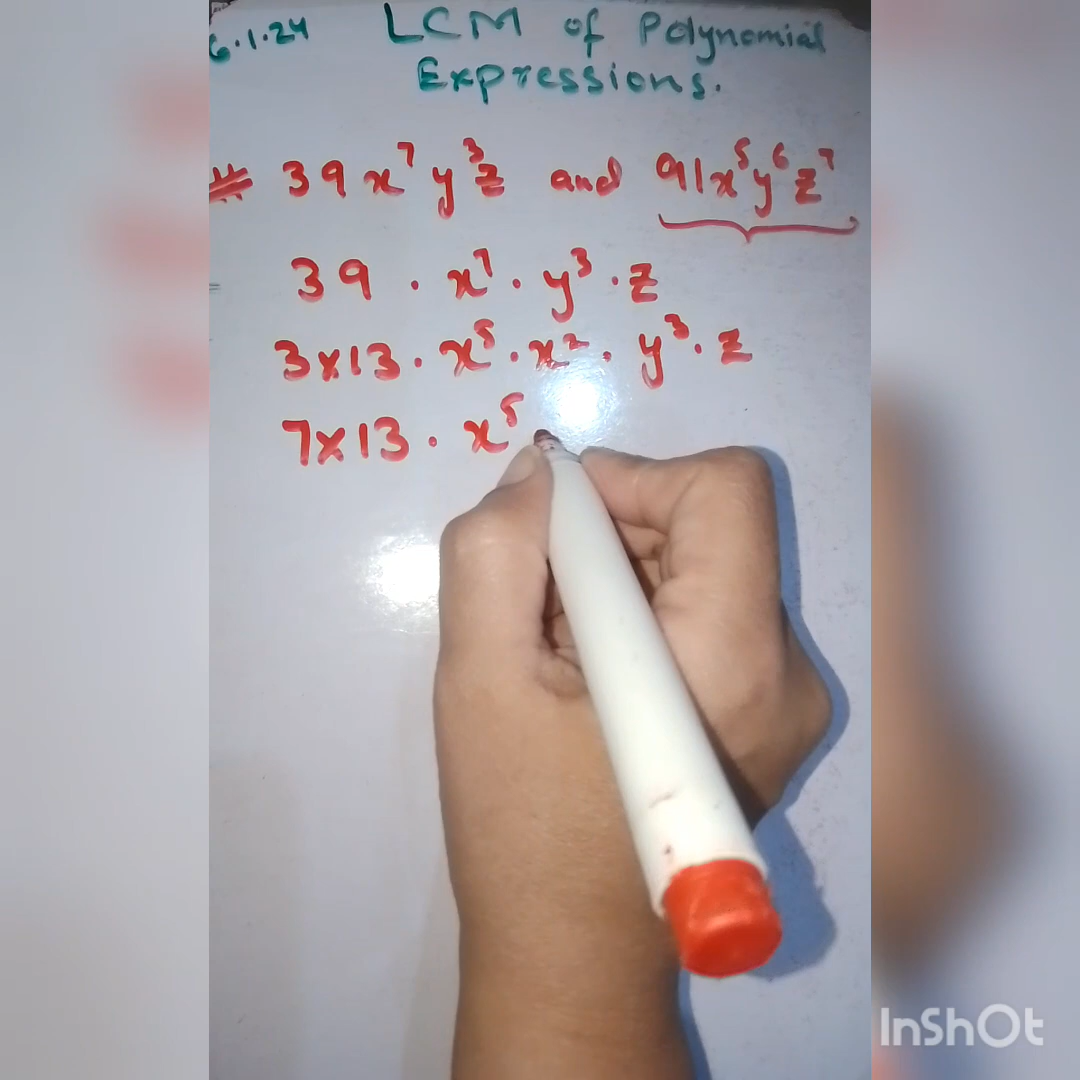 6.1.24 LCM of Polynomial
Expressions.
* 39x⁷y³z and 91x⁵y⁶z⁷
39 · x⁷ · y³ · z
3×13 · x⁵ · x² · y³ · z
7×13 · x⁵
InShOt